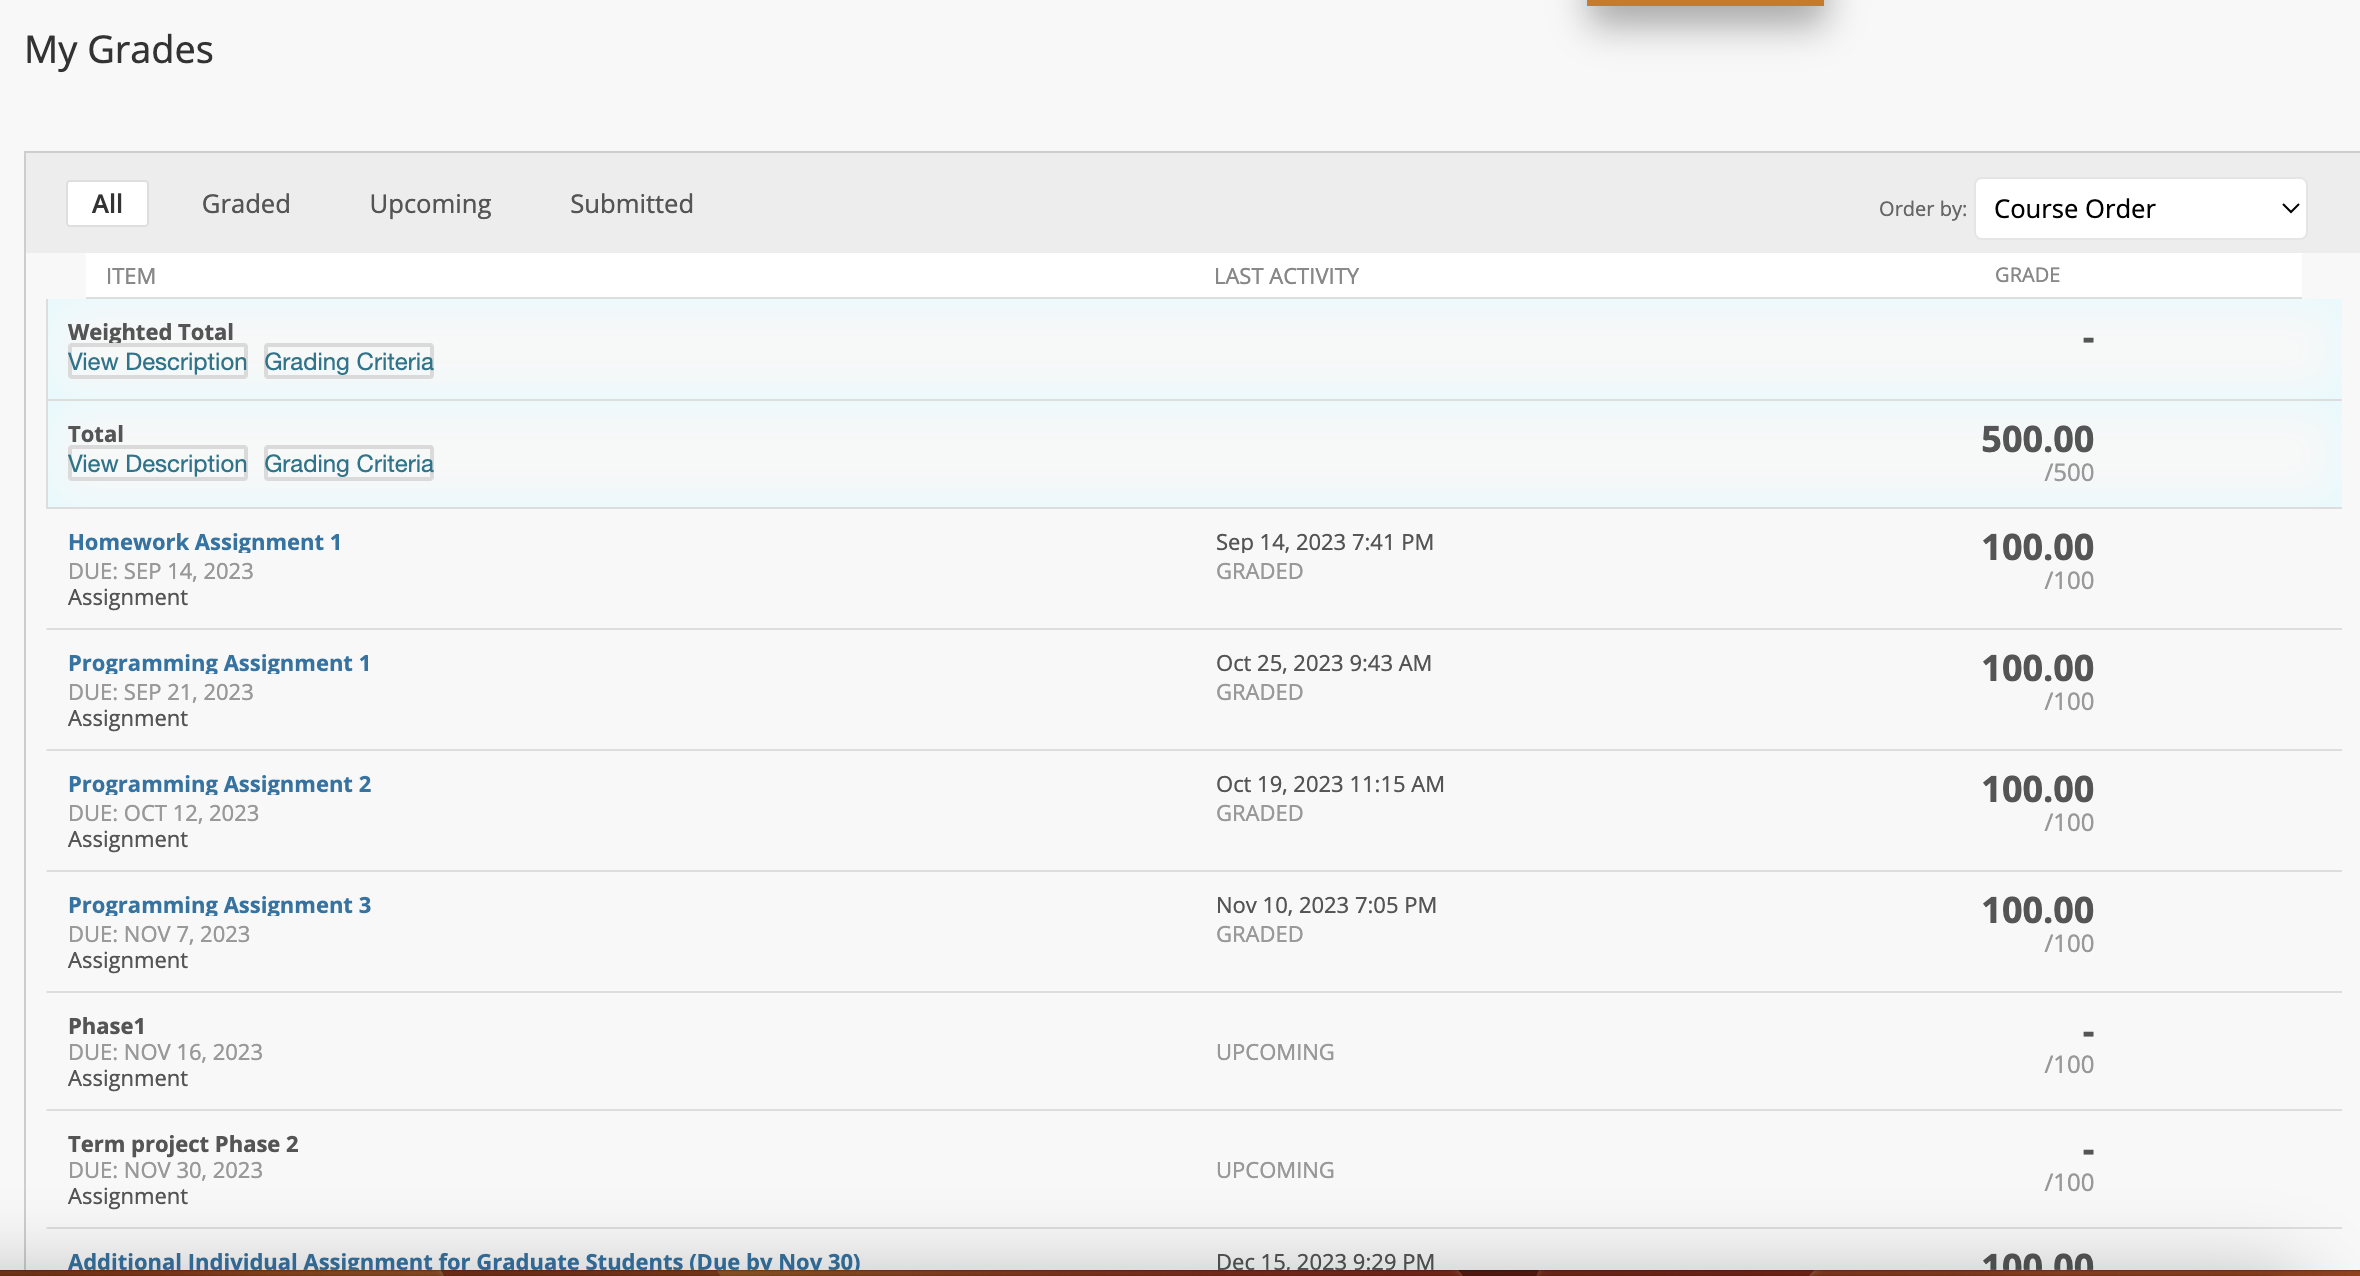 My Grades
All Graded Upcoming Submitted Order by: Course Order
ITEM LAST ACTIVITY GRADE
Weighted Total -
View Description Grading Criteria
Total 500.00
View Description Grading Criteria /500
Homework Assignment 1 Sep 14, 2023 7:41 PM 100.00
DUE: SEP 14, 2023 GRADED /100
Assignment
Programming Assignment 1 Oct 25, 2023 9:43 AM 100.00
DUE: SEP 21, 2023 GRADED /100
Assignment
Programming Assignment 2 Oct 19, 2023 11:15 AM 100.00
DUE: OCT 12, 2023 GRADED /100
Assignment
Programming Assignment 3 Nov 10, 2023 7:05 PM 100.00
DUE: NOV 7, 2023 GRADED /100
Assignment
Phase1 -
DUE: NOV 16, 2023 UPCOMING /100
Assignment
Term project Phase 2 -
DUE: NOV 30, 2023 UPCOMING /100
Assignment
Additional Individual Assignment for Graduate Students (Due by Nov 30) Dec 15, 2023 9:29 PM 100.00